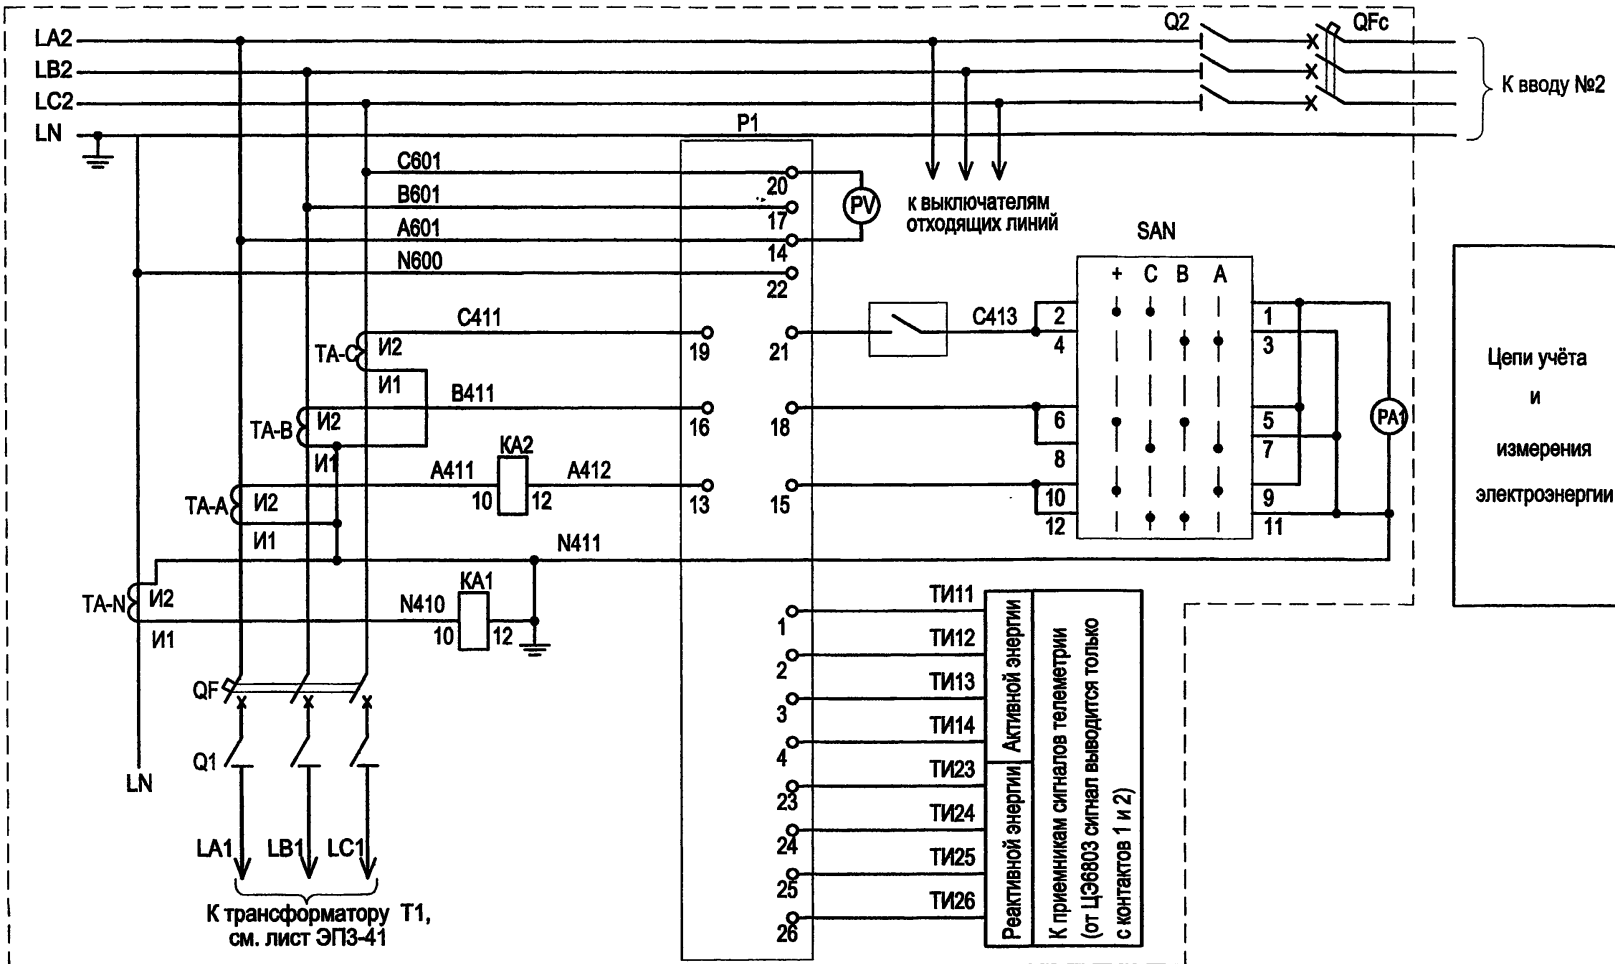 LA2
Q2
QFc
LB2
К вводу №2
LC2
LN
P1
C601
20
B601
17
PV
к выключателям
отходящих линий
A601
14
SAN
N600
22
+ C B A
C411
C413
2
1
TA-C
И2
19
21
4
3
И1
B411
TA-B
И2
16
18
6
5
PA1
И1
8
7
KA2
A411
A412
TA-A
И2
10
12
13
15
10
9
И1
12
11
N411
Цепи учёта
и
измерения
электроэнергии
TA-N
И2
KA1
N410
И1
10
12
QF
Q1
LN
LA1
LB1
LC1
К трансформатору T1,
см. лист ЭП3-41
1
ТИ11
2
ТИ12
3
ТИ13
4
ТИ14
23
ТИ23
24
ТИ24
25
ТИ25
26
ТИ26
Активной энергии
Реактивной энергии
К приемникам сигналов телеметрии
(от ЦЭ6803 сигнал выводится только
с контактов 1 и 2)